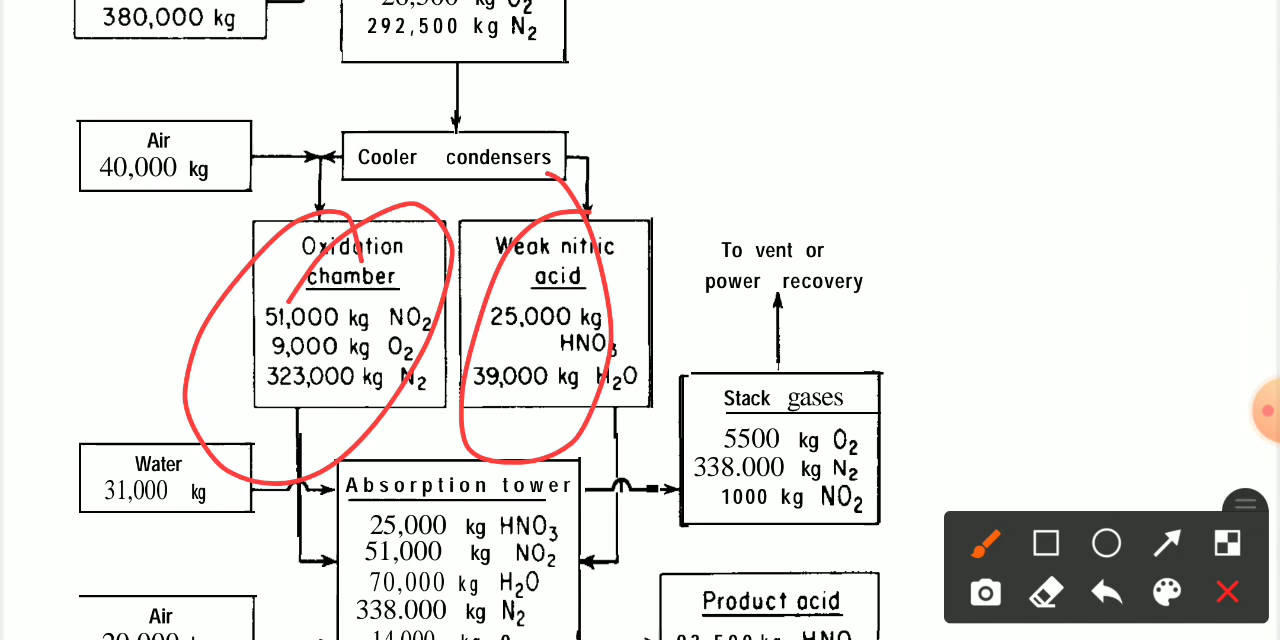 380,000 kg
292,500 kg N2
Air
40,000 kg
Cooler condensers
Oxidation
chamber
51,000 kg NO2
9,000 kg O2
323,000 kg N2
Weak nitric
acid
25,000 kg
HNO3
39,000 kg H2O
To vent or
power recovery
Stack gases
5500 kg O2
338.000 kg N2
1000 kg NO2
Water
31,000 kg
Absorption tower
25,000 kg HNO3
51,000 kg NO2
70,000 kg H2O
338.000 kg N2
Air
Product acid